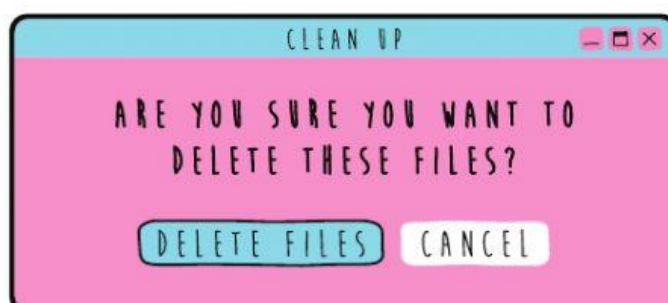 CLEAN UP
ARE YOU SURE YOU WANT TO
DELETE THESE FILES?
DELETE FILES CANCEL